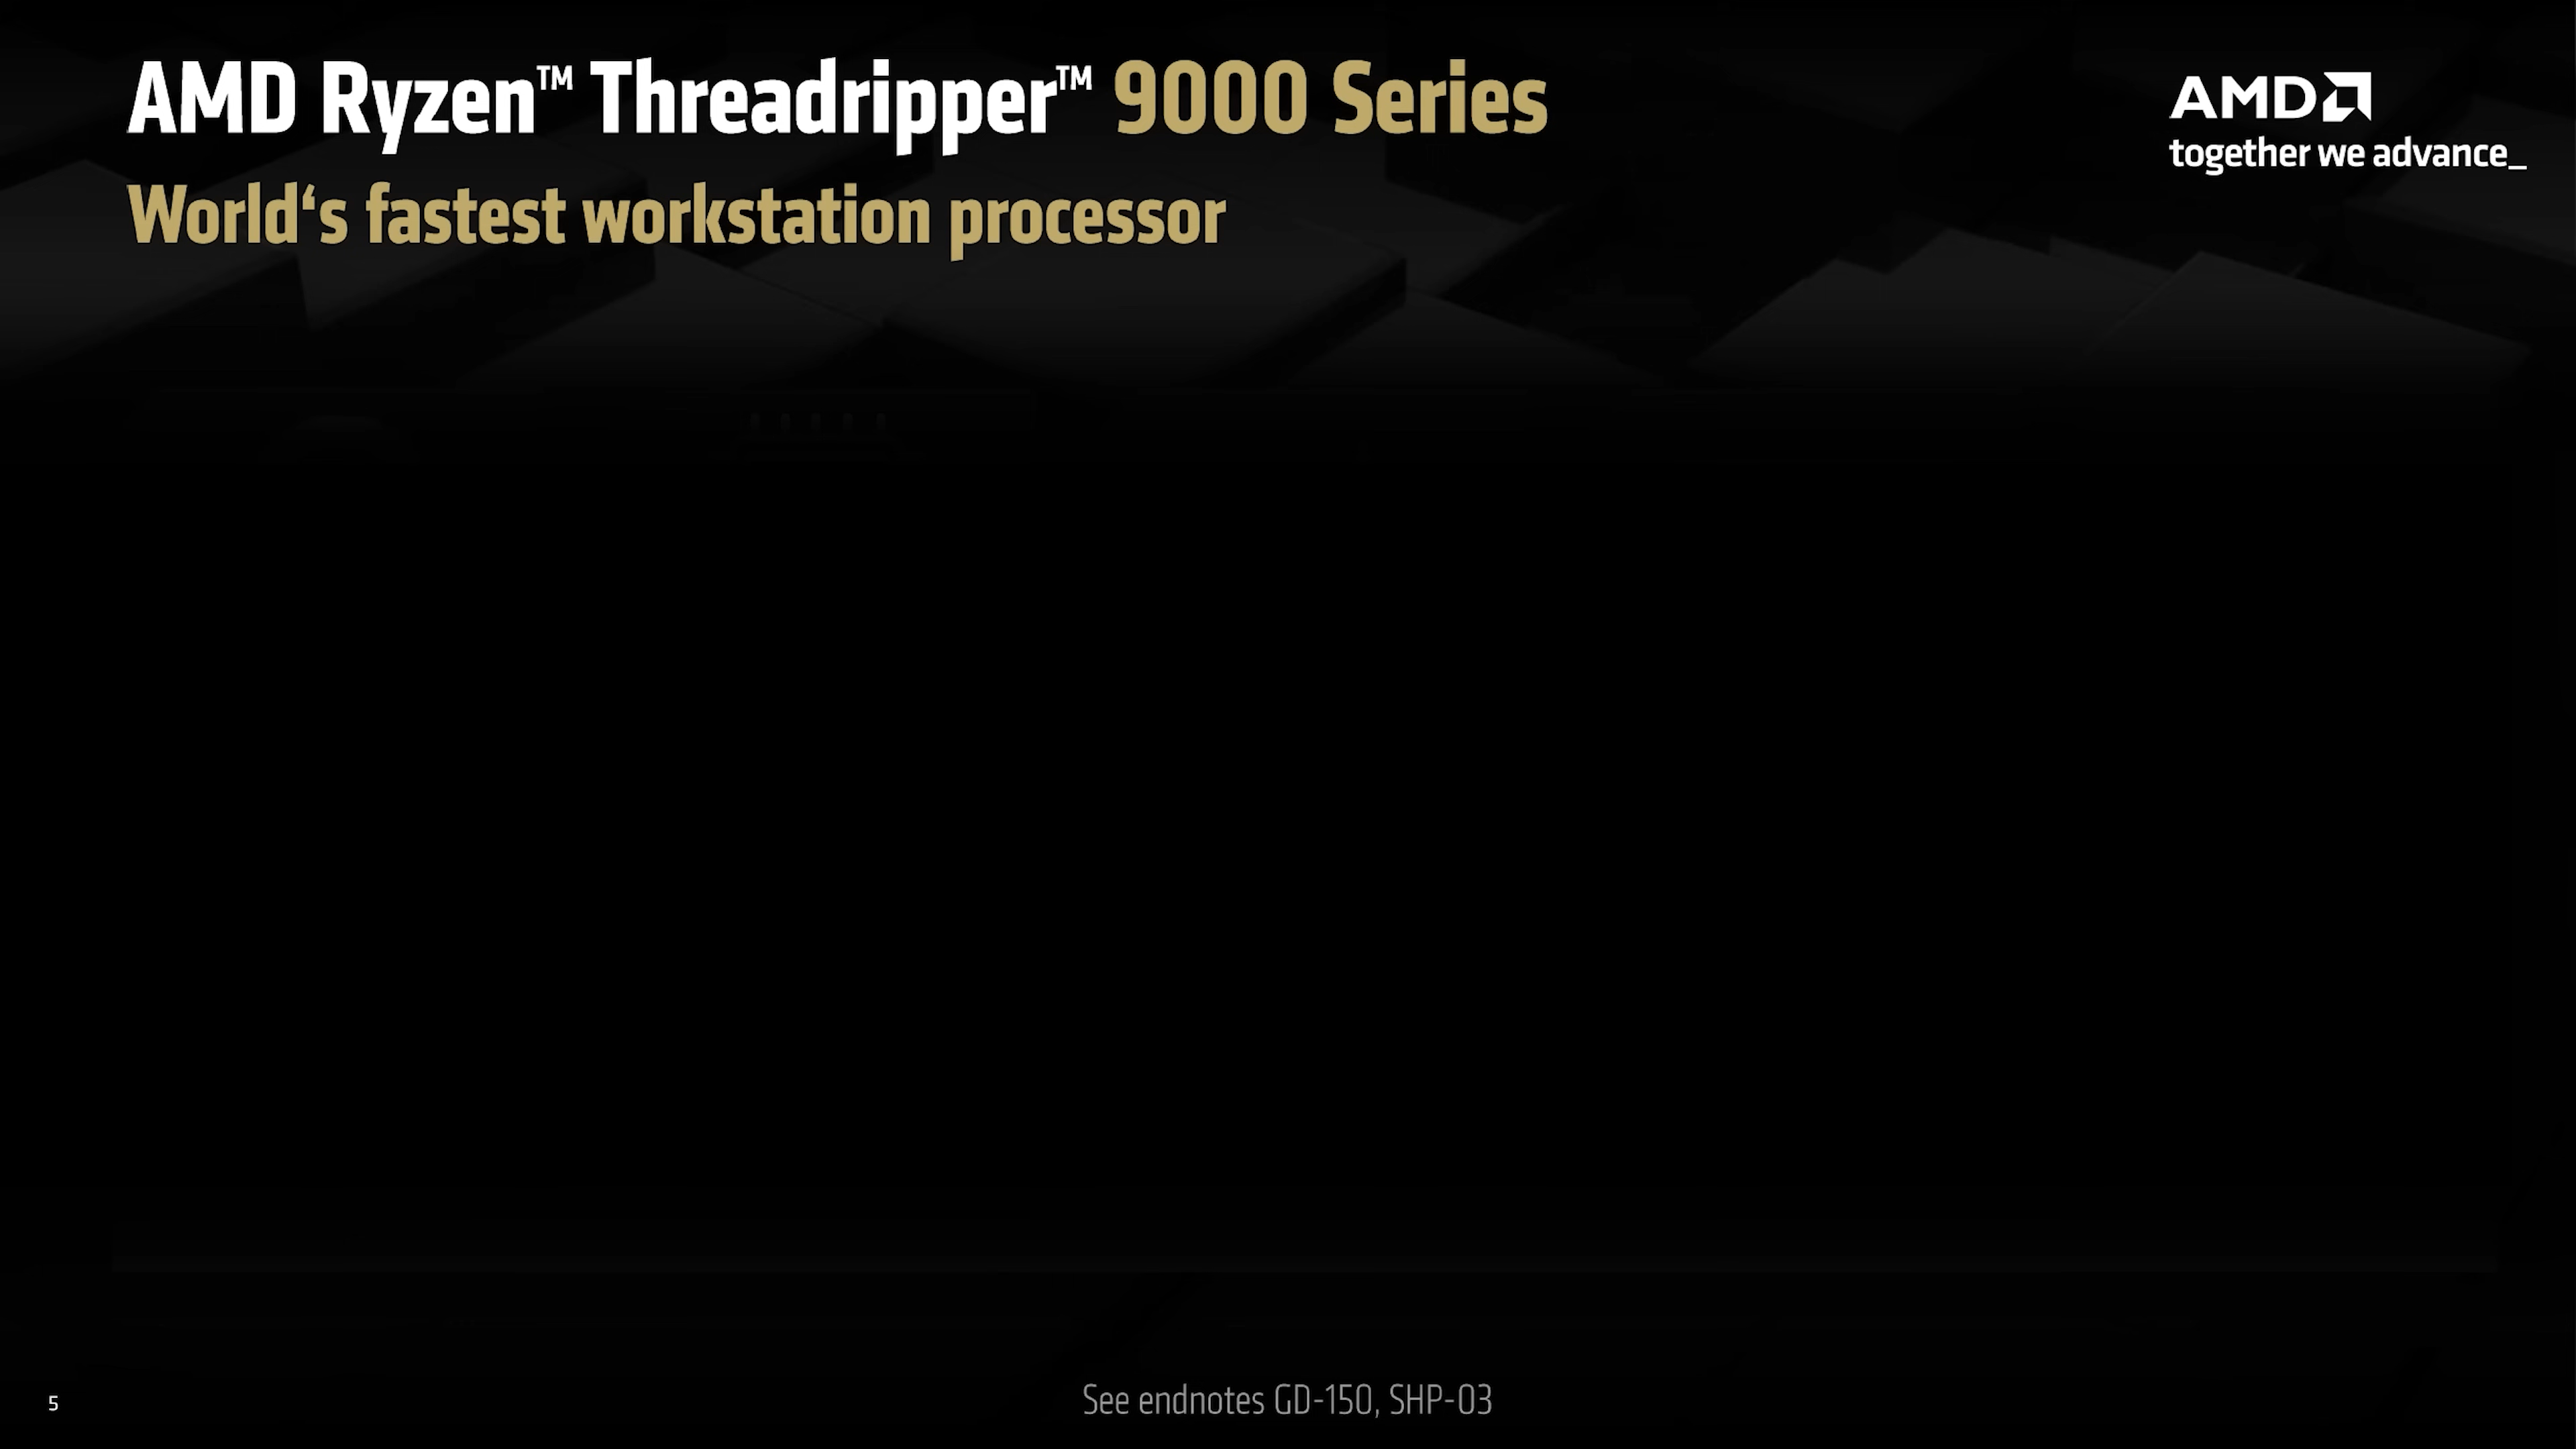 AMD Ryzen™ Threadripper™ 9000 Series
World‘s fastest workstation processor
AMD
together we advance_
See endnotes GD-150, SHP-03
5